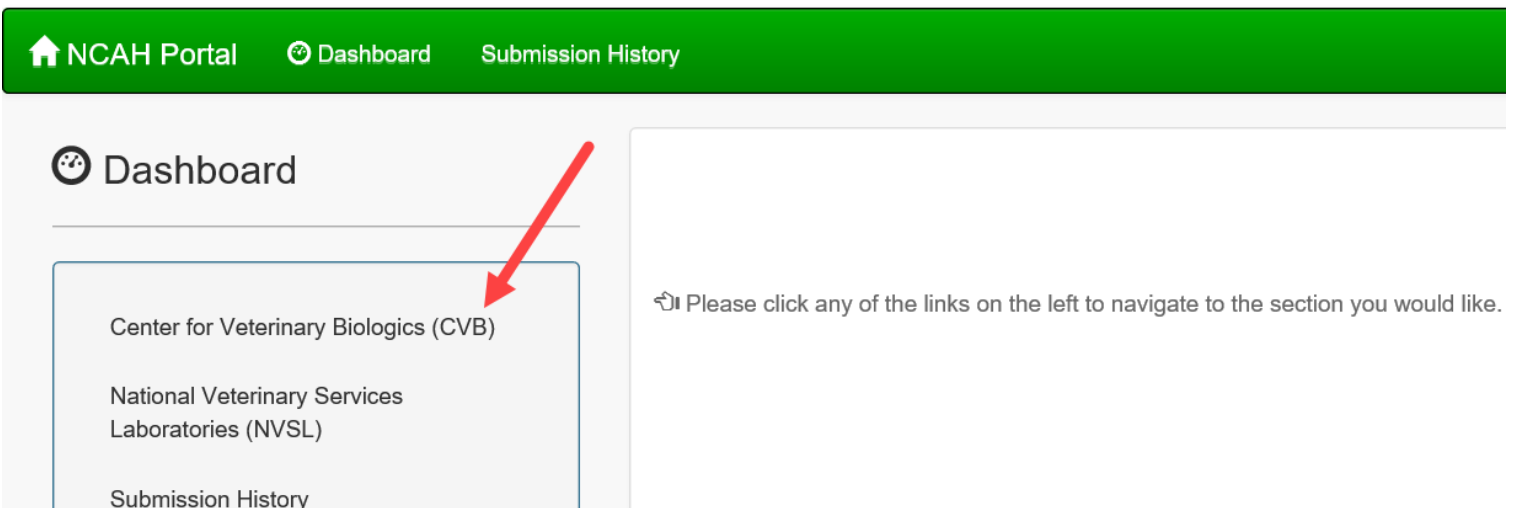 NCAH Portal Dashboard Submission History
Dashboard
Center for Veterinary Biologics (CVB)
National Veterinary Services
Laboratories (NVSL)
Submission History
Please click any of the links on the left to navigate to the section you would like.